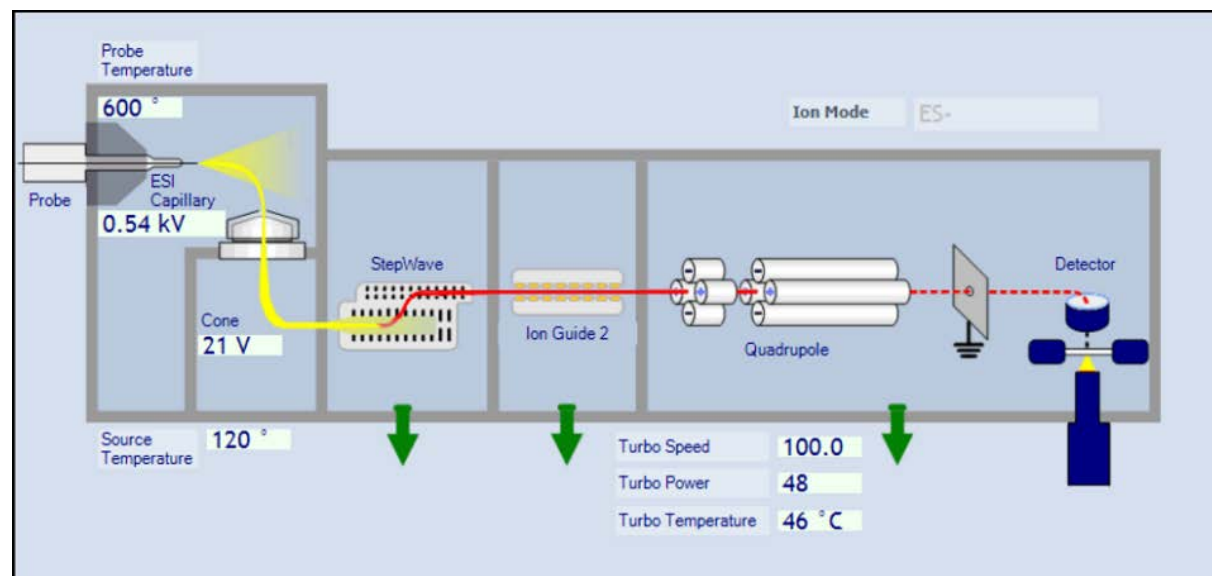 Probe
Temperature
600 °
Ion Mode
ES-
Probe
ESI
Capillary
0.54 kV
StepWave
Detector
Cone
21 V
Ion Guide 2
Quadrupole
Source
Temperature
120 °
Turbo Speed
100.0
Turbo Power
48
Turbo Temperature
46 °C